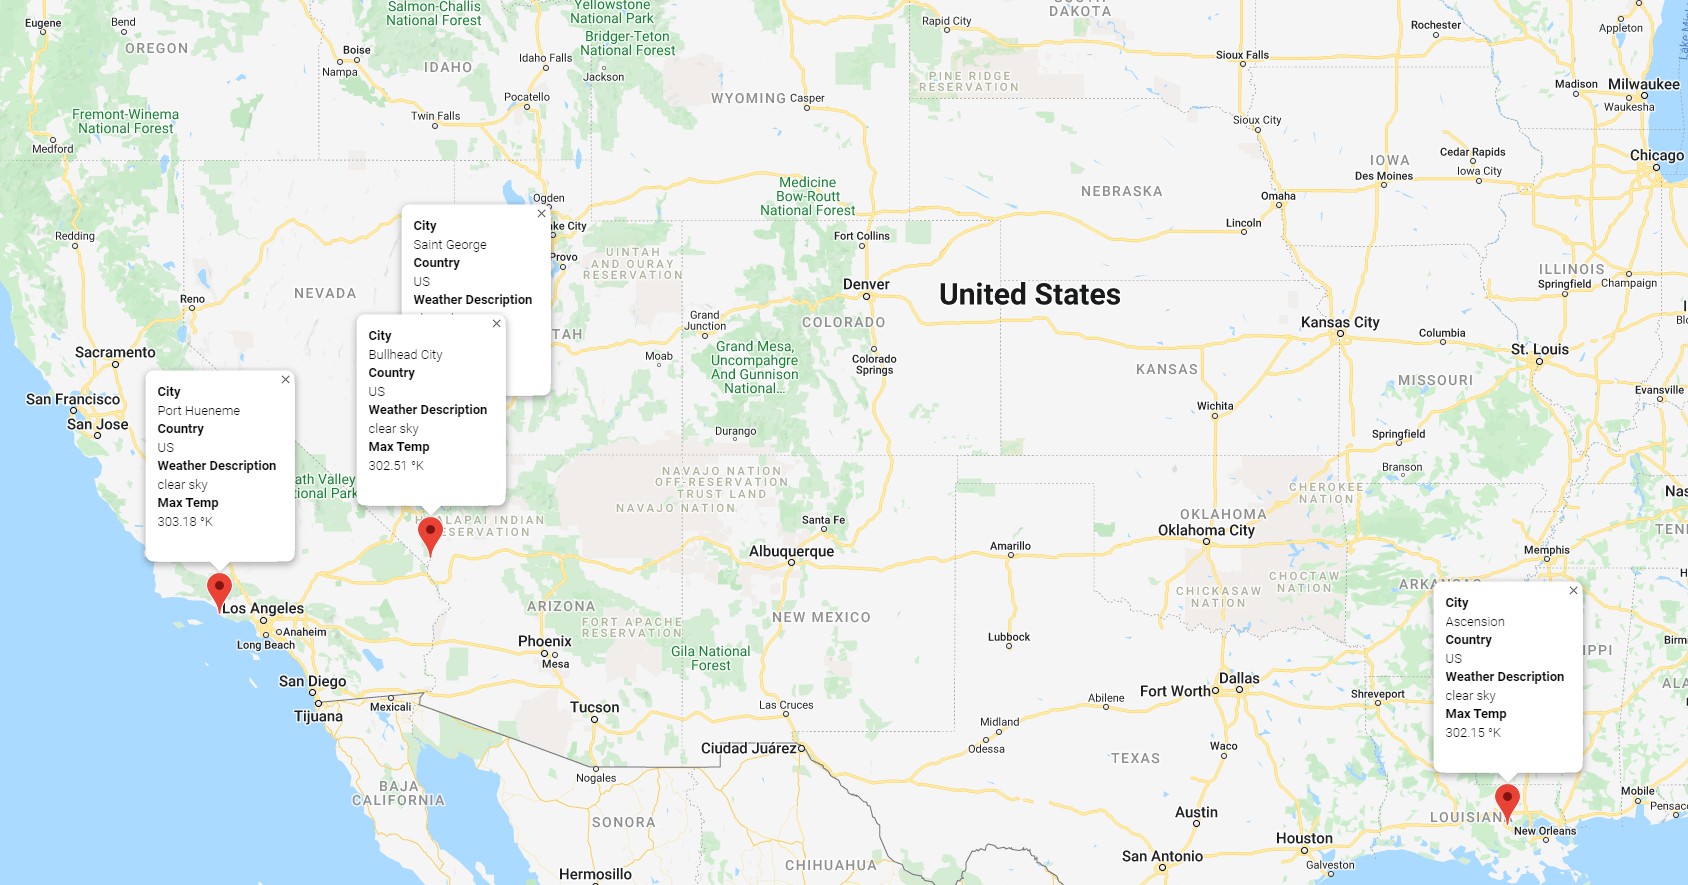 Eugene
Bend
OREGON
Salmon-Challis
National Forest
Yellowstone
National Park
Bridger-Teton
National Forest
Rapid City
DAKOTA
Rochester
Appleton
Boise
Nampa
IDAHO
Idaho Falls
Jackson
Sioux Falls
PINE RIDGE
RESERVATION
Madison
Milwaukee
Waukesha
Pocatello
WYOMING
Casper
Fremont-Winema
National Forest
Twin Falls
Sioux City
Medford
Cedar Rapids
Iowa City
IOWA
Des Moines
Chicago
Medicine
Bow-Routt
National Forest
NEBRASKA
Omaha
Lincoln
Ogden
ke City
Provo
Redding
Fort Collins
UINTAH
AND OURAY
RESERVATION
City
Saint George
Country
US
Weather Description
ILLINOIS
Springfield
Champaign
Reno
NEVADA
Denver
United States
Grand
Junction
COLORADO
Kansas City
Columbia
St. Louis
TAH
Moab
Grand Mesa,
Uncompahgre
And Gunnison
National...
Colorado
Springs
KANSAS
MISSOURI
Evansville
Sacramento
San Francisco
San Jose
City
Bullhead City
Country
US
Weather Description
clear sky
Max Temp
302.51 °K
City
Port Hueneme
Country
US
Weather Description
clear sky
Max Temp
303.18 °K
Wichita
Springfield
Branson
Durango
ath Valley
tional Park
NAVAJO NATION
OFF-RESERVATION
TRUST LAND
NAVAJO NATION
CHEROKEE
NATION
Nas
TEN
ALAPAI INDIAN
ESERVATION
Santa Fe
Albuquerque
Amarillo
OKLAHOMA
Oklahoma City
Memphis
CHICKASAW
NATION
CHOCTAW
NATION
City
Ascension
Country
US
Weather Description
clear sky
Max Temp
302.15 °K
IPPI
Birmi
ALA
Los Angeles
Anaheim
Long Beach
ARIZONA
FORT APACHE
RESERVATION
NEW MEXICO
Lubbock
Phoenix
Mesa
Gila National
Forest
San Diego
Tijuana
Mexicali
Tucson
Las Cruces
Abilene
Fort Worth
Dallas
Shreveport
Midland
Odessa
Ciudad Juárez
TEXAS
Waco
Nogales
BAJA
CALIFORNIA
SONORA
Austin
LOUISIAN
New Orleans
Mobile
Pensac
Houston
Galveston
San Antonio
CHIHUAHUA
Hermosillo